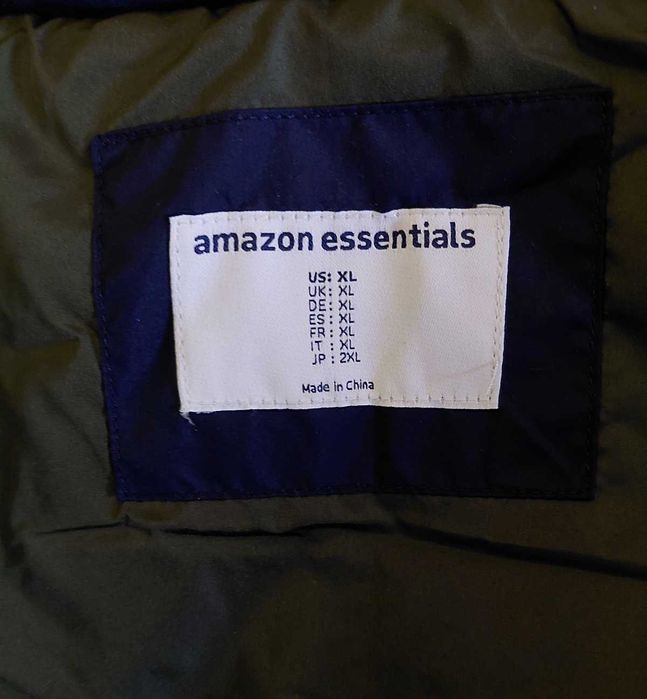 amazon essentials
US: XL
UK: XL
DE: XL
ES: XL
FR: XL
IT : XL
JP : 2XL
Made in China